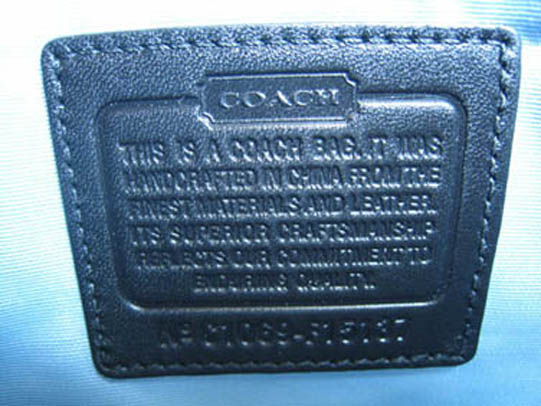 COACH
THIS IS A COACH BAG. IT WAS
HANDCRAFTED IN CHINA FROM THE
FINEST MATERIALS AND LEATHER.
ITS SUPERIOR CRAFTSMANSHIP
REFLECTS OUR COMMITMENT TO
ENDURING QUALITY.
Nº